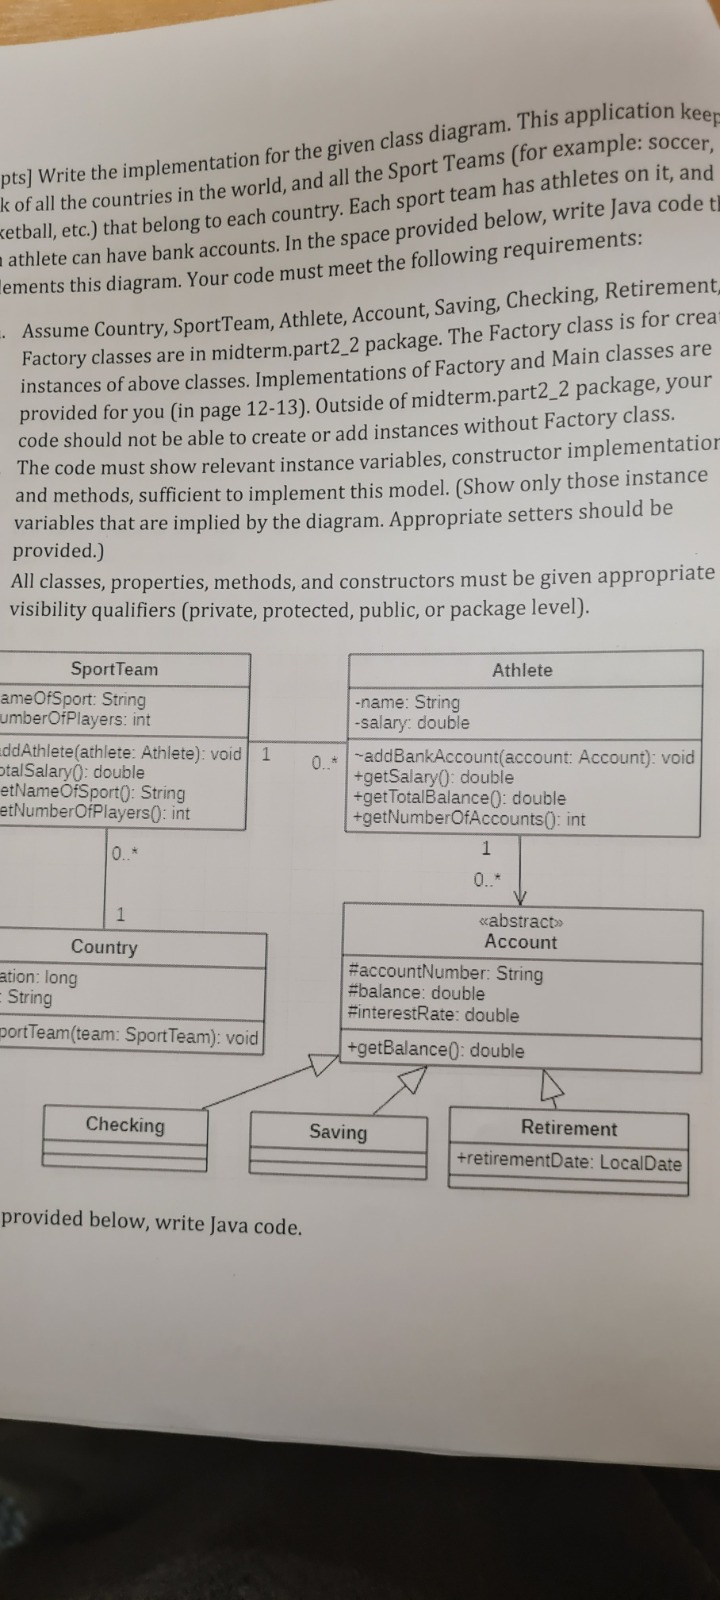 pts] Write the implementation for the given class diagram. This application keep
k of all the countries in the world, and all the Sport Teams (for example: soccer,
ketball, etc.) that belong to each country. Each sport team has athletes on it, and
athlete can have bank accounts. In the space provided below, write Java code t
lements this diagram. Your code must meet the following requirements:
. Assume Country, SportTeam, Athlete, Account, Saving, Checking, Retirement,
Factory classes are in midterm.part2_2 package. The Factory class is for crea
instances of above classes. Implementations of Factory and Main classes are
provided for you (in page 12-13). Outside of midterm.part2_2 package, your
code should not be able to create or add instances without Factory class.
The code must show relevant instance variables, constructor implementation
and methods, sufficient to implement this model. (Show only those instance
variables that are implied by the diagram. Appropriate setters should be
provided.)
All classes, properties, methods, and constructors must be given appropriate
visibility qualifiers (private, protected, public, or package level).
SportTeam
ameOfSport: String
umberOfPlayers: int
ddAthlete(athlete: Athlete): void
otalSalary(): double
etNameOfSport(): String
etNumberOfPlayers(): int
1
0..*
Athlete
-name: String
-salary: double
~addBankAccount(account: Account): void
+getSalary(): double
+getTotalBalance(): double
+getNumberOfAccounts(): int
0..*
1
1
0..*
Country
ation: long
: String
portTeam(team: SportTeam): void
«abstract»
Account
#accountNumber: String
#balance: double
#interestRate: double
+getBalance(): double
Checking
Saving
Retirement
+retirementDate: LocalDate
provided below, write Java code.